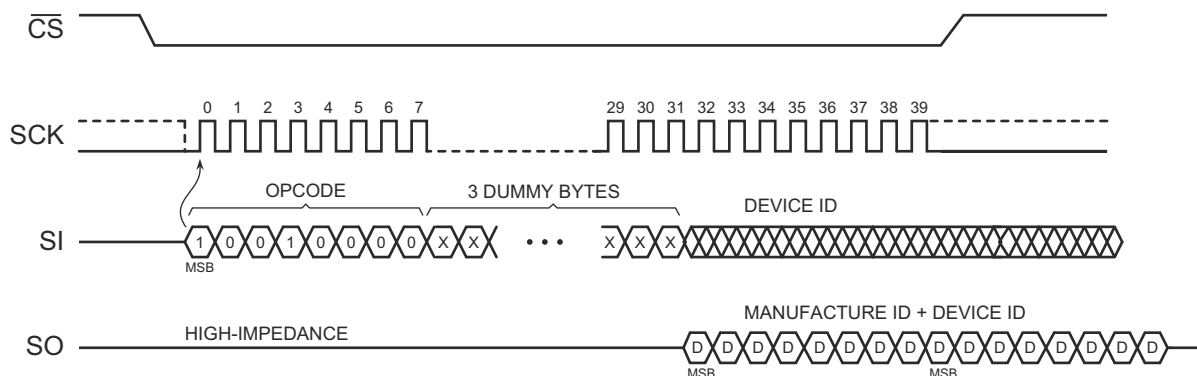 CS
0 1 2 3 4 5 6 7 29 30 31 32 33 34 35 36 37 38 39
SCK
OPCODE 3 DUMMY BYTES DEVICE ID
SI 1 0 0 1 0 0 0 0 X X • • • X X X
MSB
MANUFACTURE ID + DEVICE ID
HIGH-IMPEDANCE
SO D D D D D D D D D D D D D D D D
MSB MSB